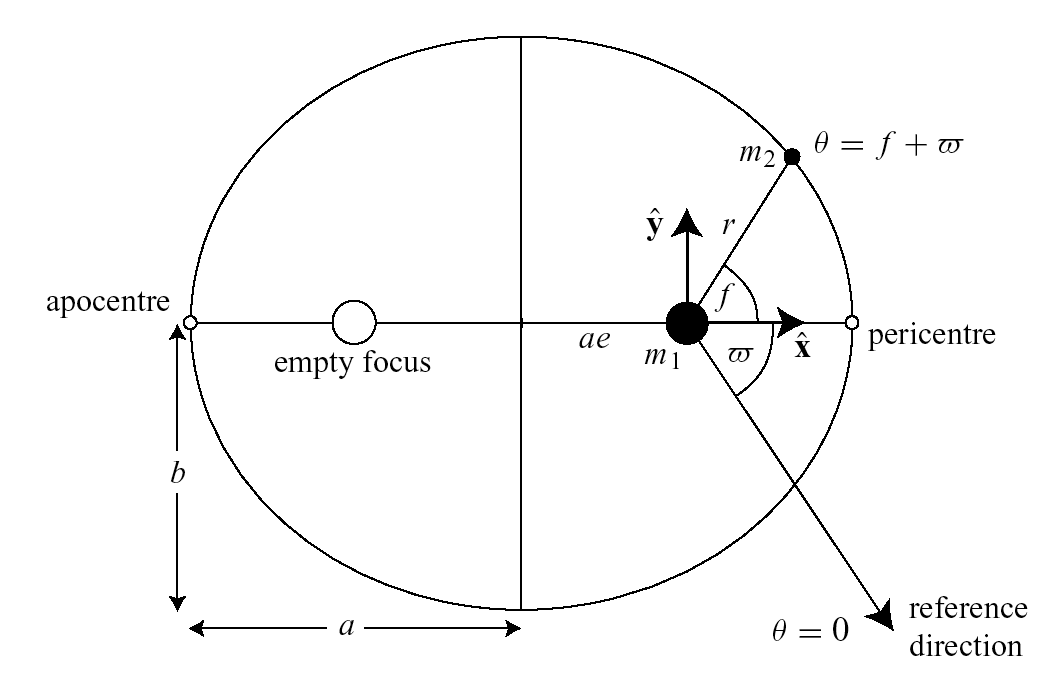 m₂
θ = f + ϖ
ŷ
r
apocentre
f
ae
x̂
pericentre
empty focus
m₁
ϖ
b
reference
direction
θ = 0
a